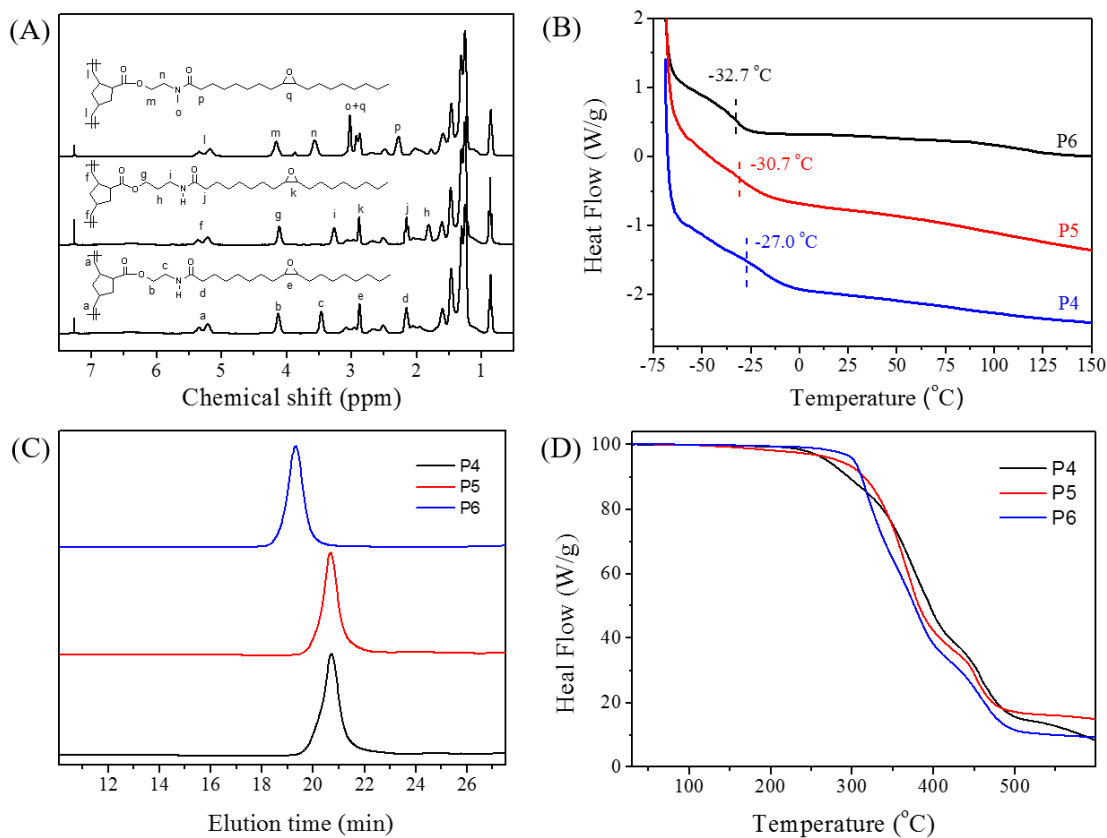 (A)
l
O
O
n
N
O
O
m
o
p
q
l
l
m
n
o+q
p
f
O
O
g
i
N
H
O
O
h
j
k
f
f
g
i
k
j
h
a
O
O
c
N
H
O
O
b
d
e
a
a
b
c
e
d
7 6 5 4 3 2 1
Chemical shift (ppm)
(B)
Heat Flow (W/g)
2
1
0
-1
-2
-32.7 °C
P6
-30.7 °C
P5
-27.0 °C
P4
-75 -50 -25 0 25 50 75 100 125 150
Temperature (°C)
(C)
P4
P5
P6
12 14 16 18 20 22 24 26
Elution time (min)
(D)
Heal Flow (W/g)
100
80
60
40
20
0
P4
P5
P6
100 200 300 400 500
Temperature (°C)